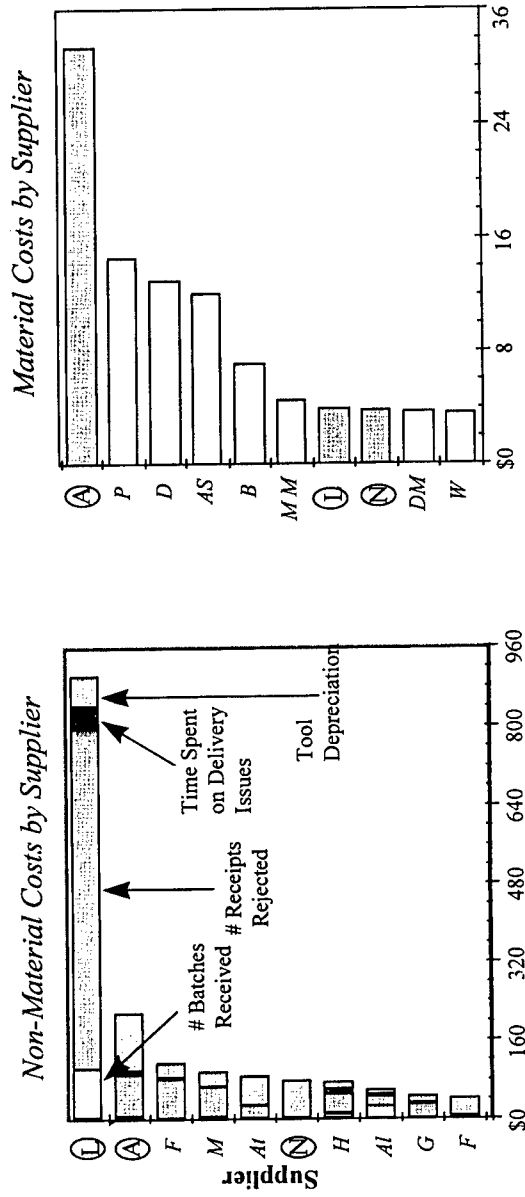 Non-Material Costs by Supplier
Supplier
L
A
F
M
At
N
H
Al
G
F
# Batches
Received
# Receipts
Rejected
Time Spent
on Delivery
Issues
Tool
Depreciation
$0
160
320
480
640
800
960
Material Costs by Supplier
A
P
D
AS
B
M M
L
N
DM
W
$0
8
16
24
36